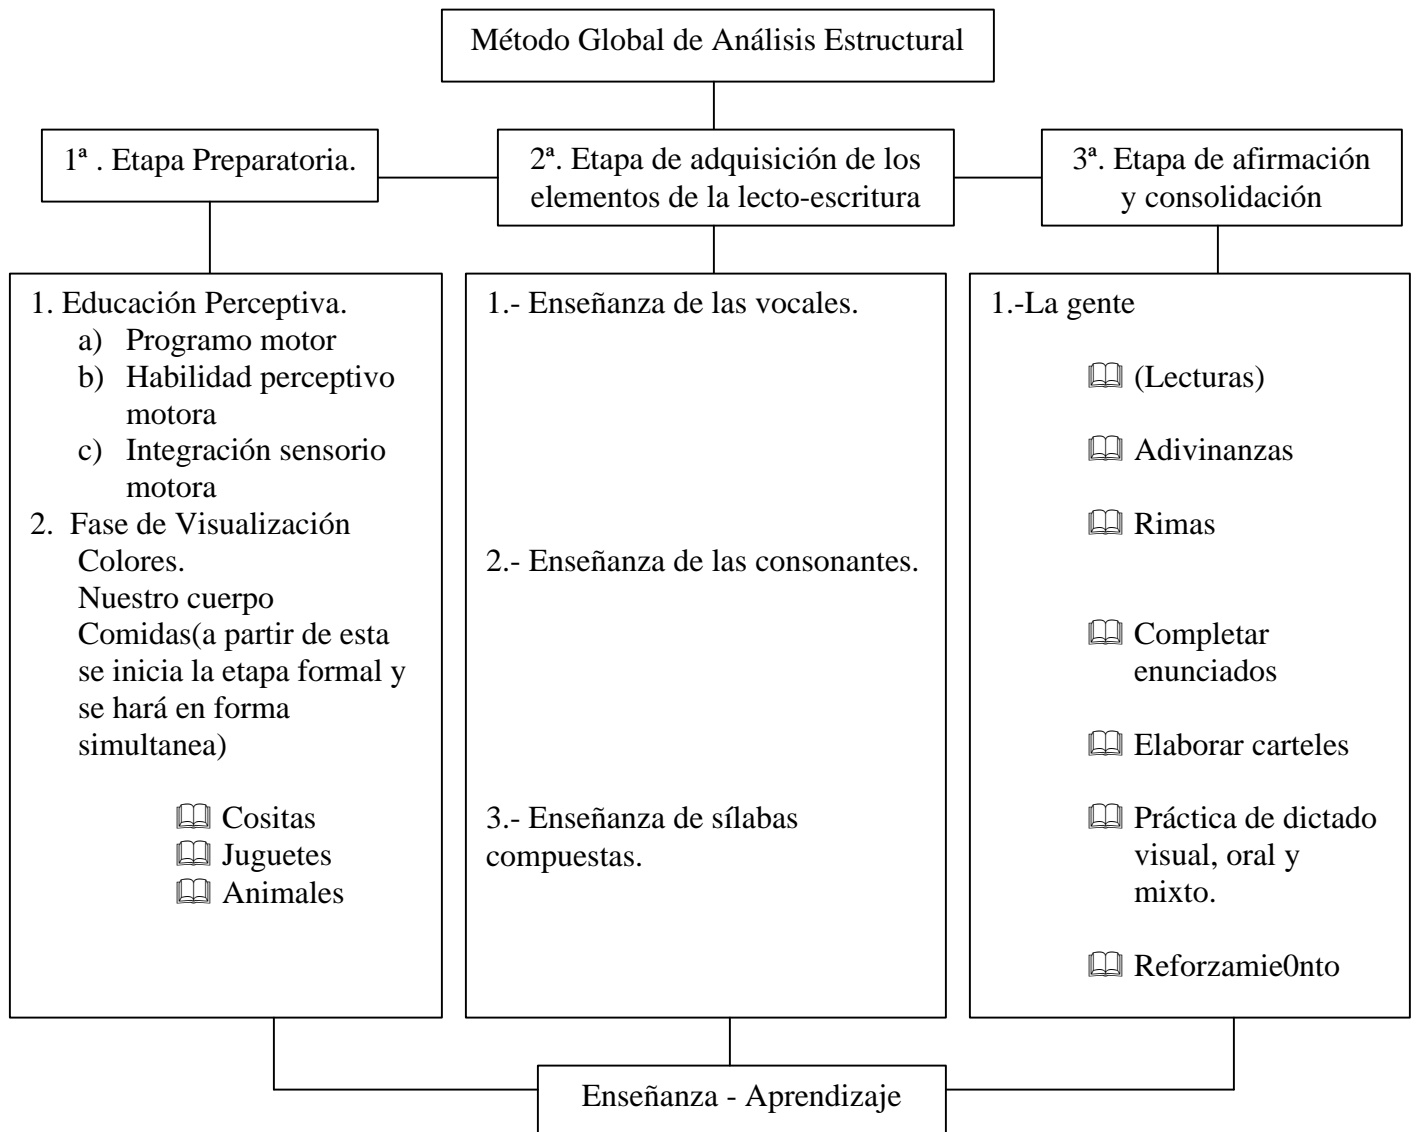 Método Global de Análisis Estructural
1ª . Etapa Preparatoria.
2ª. Etapa de adquisición de los
elementos de la lecto-escritura
3ª. Etapa de afirmación
y consolidación
1. Educación Perceptiva.
a) Programo motor
b) Habilidad perceptivo
motora
c) Integración sensorio
motora
2. Fase de Visualización
Colores.
Nuestro cuerpo
Comidas(a partir de esta
se inicia la etapa formal y
se hará en forma
simultanea)
Cositas
Juguetes
Animales
1.- Enseñanza de las vocales.
2.- Enseñanza de las consonantes.
3.- Enseñanza de sílabas
compuestas.
1.-La gente
(Lecturas)
Adivinanzas
Rimas
Completar
enunciados
Elaborar carteles
Práctica de dictado
visual, oral y
mixto.
Reforzamie0nto
Enseñanza - Aprendizaje